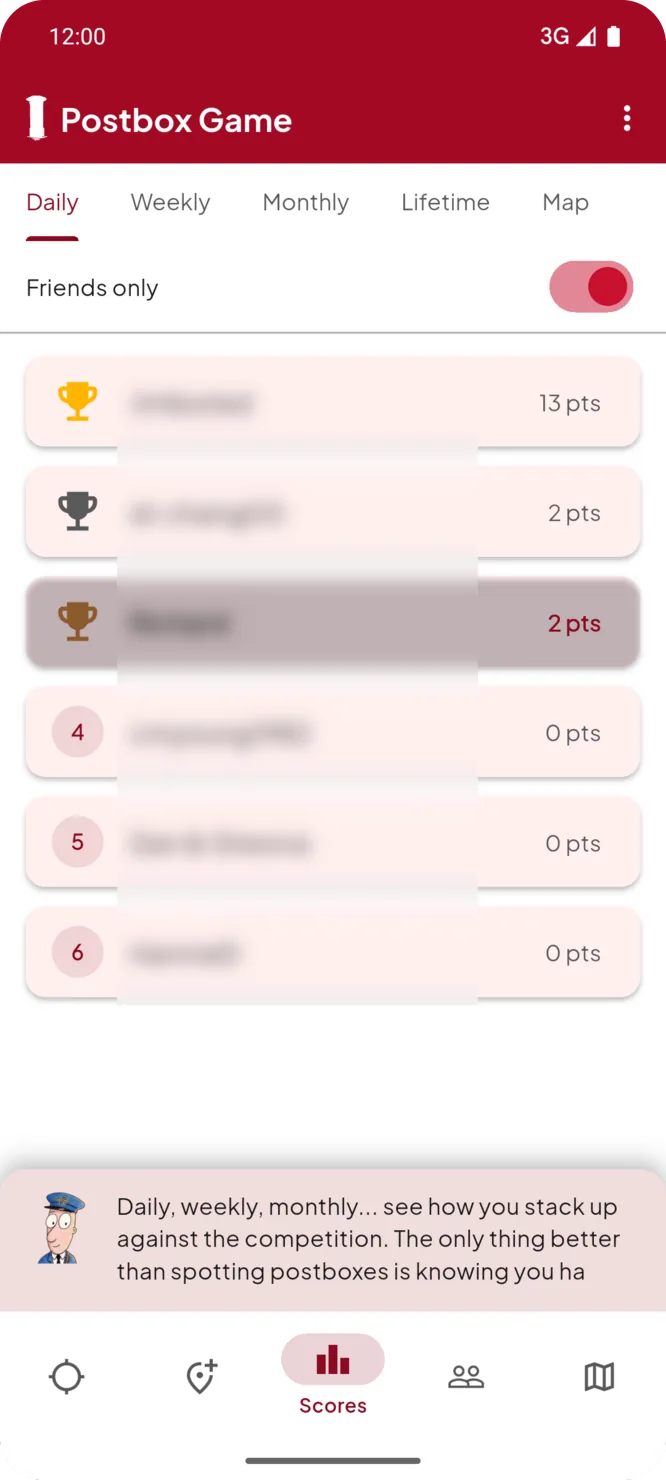 12:00
3G
Postbox Game
Daily Weekly Monthly Lifetime Map
Friends only
13 pts
2 pts
2 pts
4 0 pts
5 0 pts
6 0 pts
Daily, weekly, monthly... see how you stack up
against the competition. The only thing better
than spotting postboxes is knowing you ha
Scores